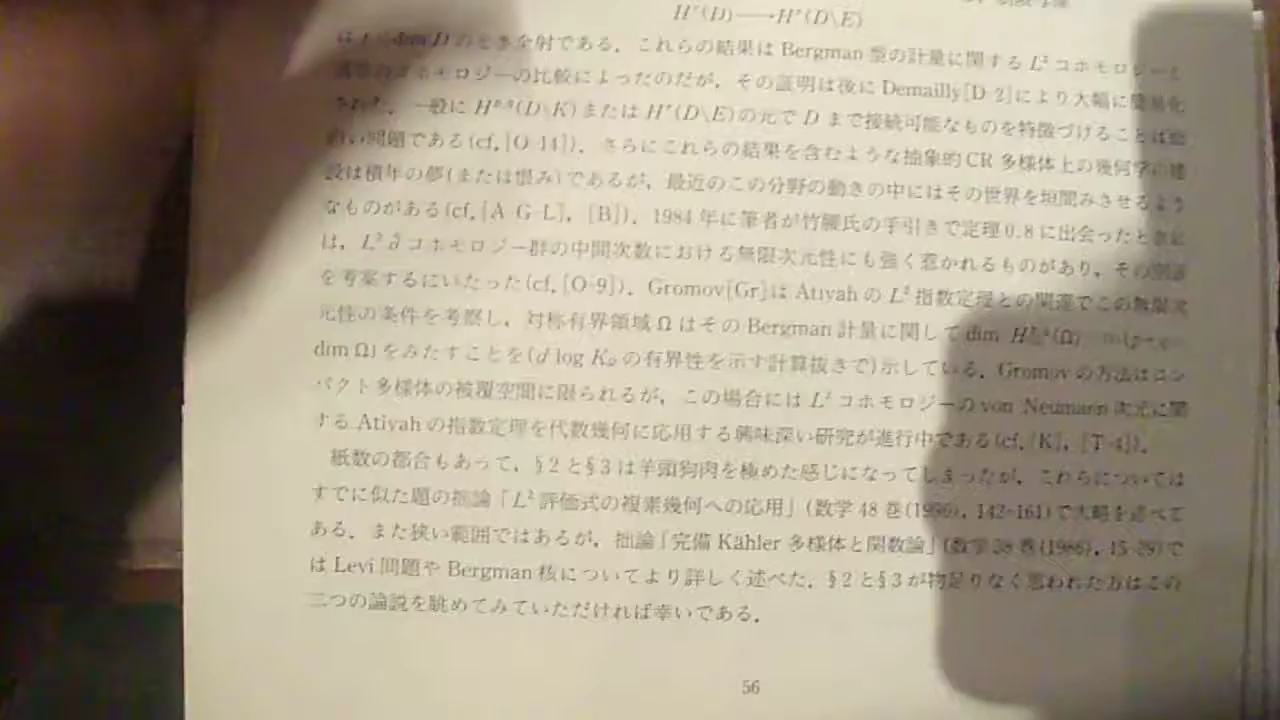 H^r(D)⟶H^r(D\E)
のとき全射である．これらの結果は Bergman 型の計量に関する L² コホモロジーと
コホモロジーの比較によったのだが，その証明は後に Demailly[D-2]により大幅に簡易化
された．一般に H^{p,q}(D\K)または H^r(D\E)の元で D まで接続可能なものを特徴づけることは
問題である(cf, [O-14])．さらにこれらの結果を含むような抽象的 CR 多様体上の幾何学の建
設は積年の夢(または恨み)であるが，最近のこの分野の動きの中にはその世界を垣間みさせるよう
なものがある(cf, [A-G-L], [B])．1984 年に筆者が竹腰氏の手引きで定理 0.8 に出会ったときに
は，L² ∂̄ コホモロジー群の中間次数における無限次元性にも強く惹かれるものがあり，その
を考案するにいたった(cf, [O-9])．Gromov[Gr]は Atiyah の L² 指数定理との関連でこの無限次
元性の条件を考察し，対称有界領域 Ω はその Bergman 計量に関して dim
dim Ω)をみたすことを(d log K_Ω の有界性を示す計算抜きで)示している．Gromov の方法はコン
パクト多様体の被覆空間に限られるが，この場合には L² コホモロジーの von Neumann 次元に関
する Atiyah の指数定理を代数幾何に応用する興味深い研究が進行中である(cf, [K], [T-4])．
紙数の都合もあって，§2 と §3 は羊頭狗肉を極めた感じになってしまったが，これらについては
すでに似た題の拙論「L² 評価式の複素幾何への応用」(数学 48 巻(1996), 142-161)で大略を述べて
ある．また狭い範囲ではあるが，拙論「完備 Kähler 多様体と関数論」(数学 38 巻(1986), 15-29)で
は Levi 問題や Bergman 核についてより詳しく述べた．§2 と §3 が物足りなく思われた方はこの
二つの論説を眺めてみていただければ幸いである．
56